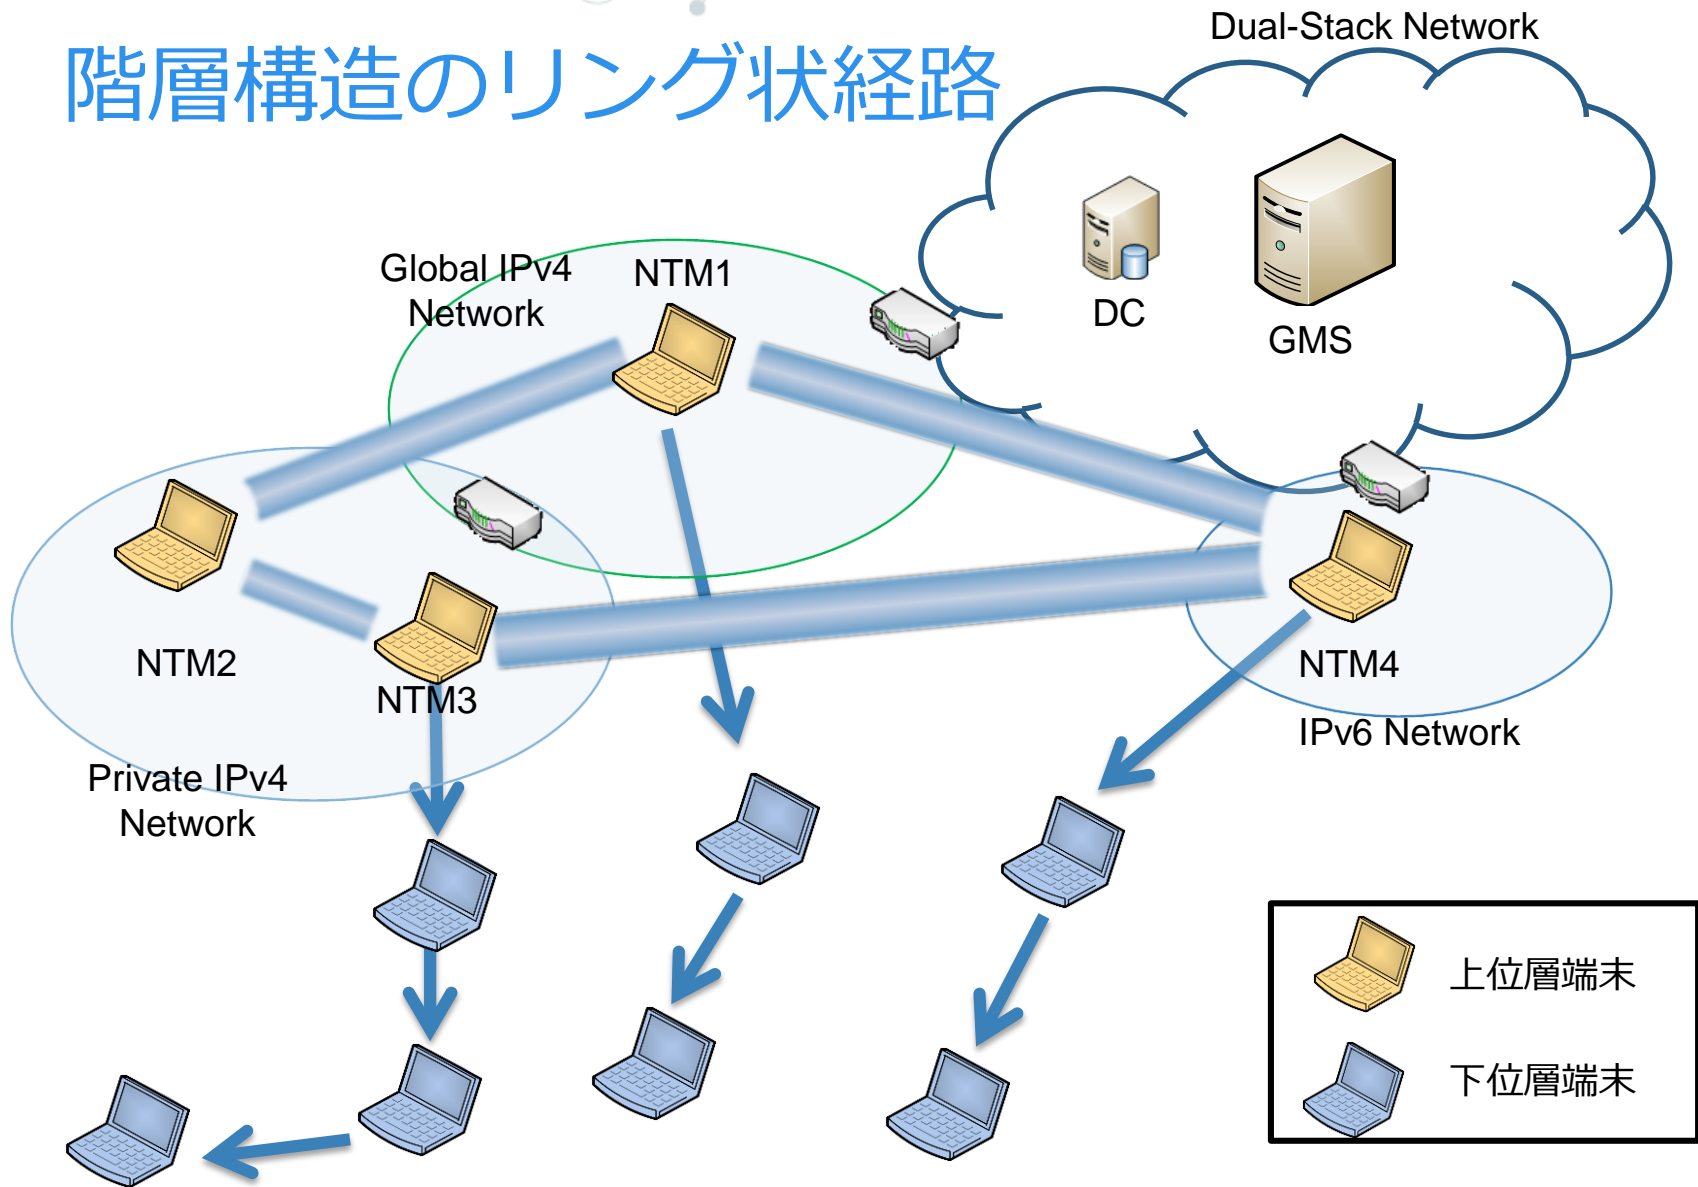 階層構造のリング状経路
Dual-Stack Network
Global IPv4
Network
NTM1
DC
GMS
NTM2
NTM3
NTM4
Private IPv4
Network
IPv6 Network
上位層端末
下位層端末